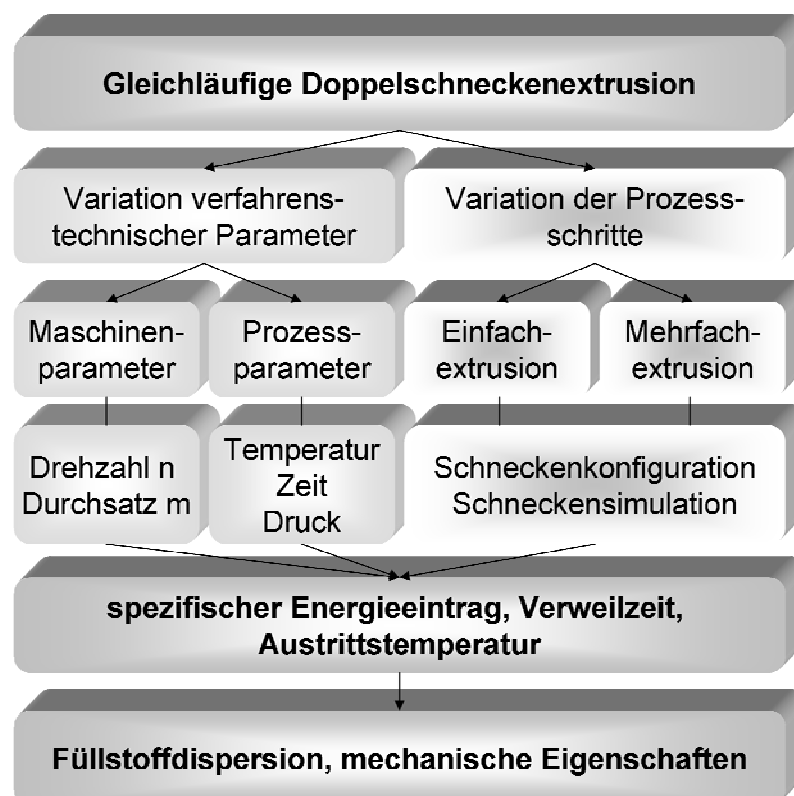 Gleichläufige Doppelschneckenextrusion
Variation verfahrens-
technischer Parameter
Variation der Prozess-
schritte
Maschinen-
parameter
Prozess-
parameter
Einfach-
extrusion
Mehrfach-
extrusion
Drehzahl n
Durchsatz m
Temperatur
Zeit
Druck
Schneckenkonfiguration
Schneckensimulation
spezifischer Energieeintrag, Verweilzeit,
Austrittstemperatur
Füllstoffdispersion, mechanische Eigenschaften